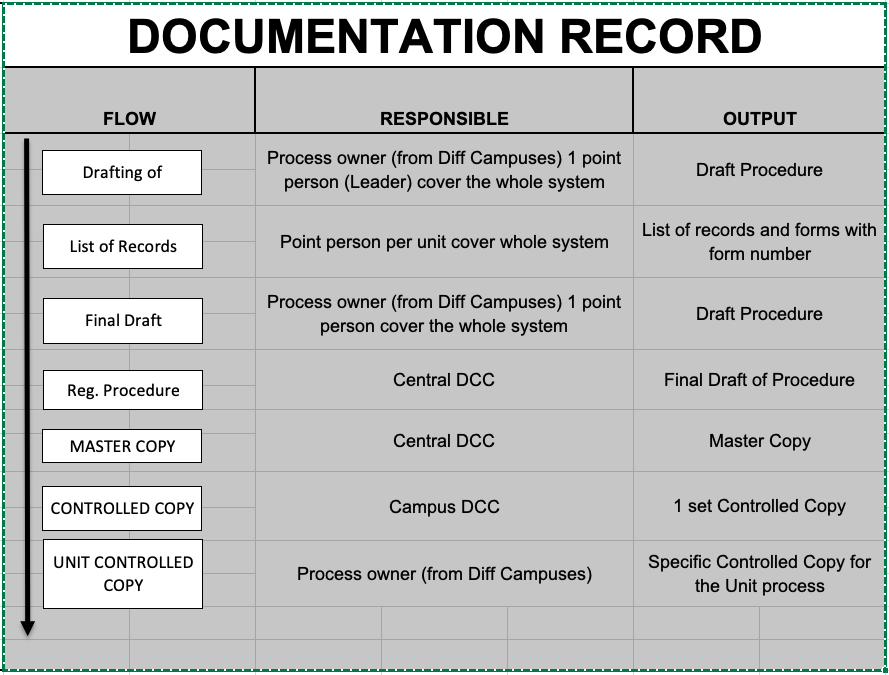 DOCUMENTATION RECORD
FLOW
RESPONSIBLE
OUTPUT
Drafting of
Process owner (from Diff Campuses) 1 point
person (Leader) cover the whole system
Draft Procedure
List of Records
Point person per unit cover whole system
List of records and forms with
form number
Final Draft
Process owner (from Diff Campuses) 1 point
person cover the whole system
Draft Procedure
Reg. Procedure
Central DCC
Final Draft of Procedure
MASTER COPY
Central DCC
Master Copy
CONTROLLED COPY
Campus DCC
1 set Controlled Copy
UNIT CONTROLLED
COPY
Process owner (from Diff Campuses)
Specific Controlled Copy for
the Unit process